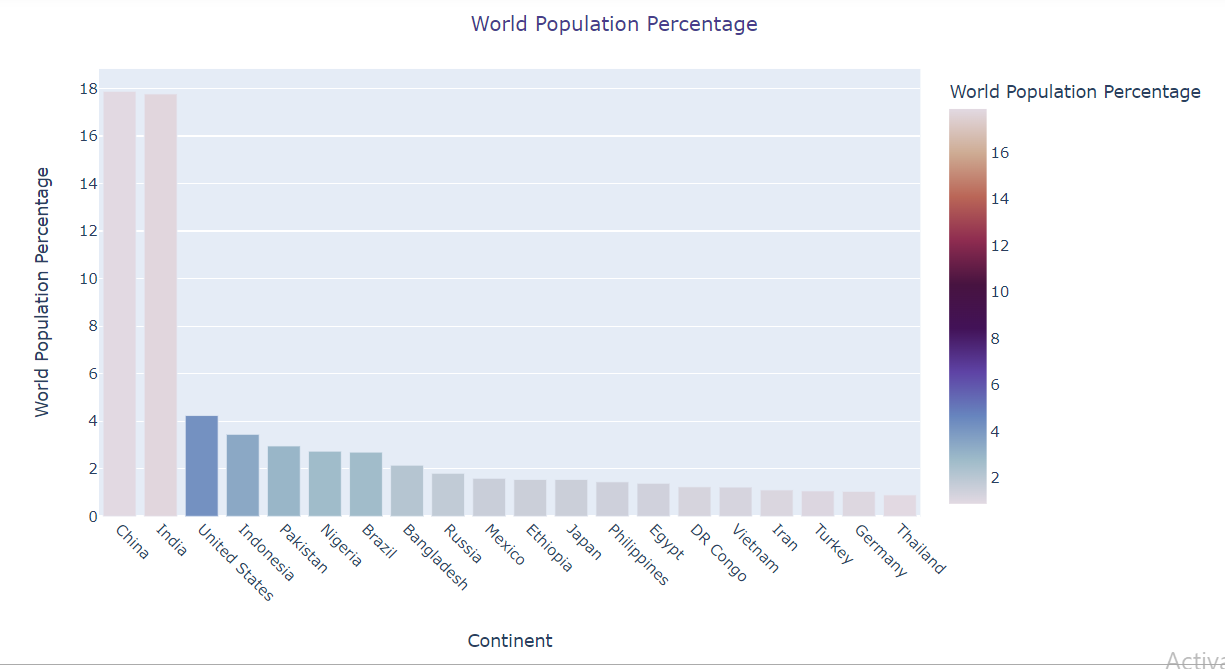 World Population Percentage
World Population Percentage
18
16
14
12
10
8
6
4
2
0
World Population Percentage
16
14
12
10
8
6
4
2
China
India
United States
Indonesia
Pakistan
Nigeria
Brazil
Bangladesh
Russia
Mexico
Ethiopia
Japan
Philippines
Egypt
DR Congo
Vietnam
Iran
Turkey
Germany
Thailand
Continent